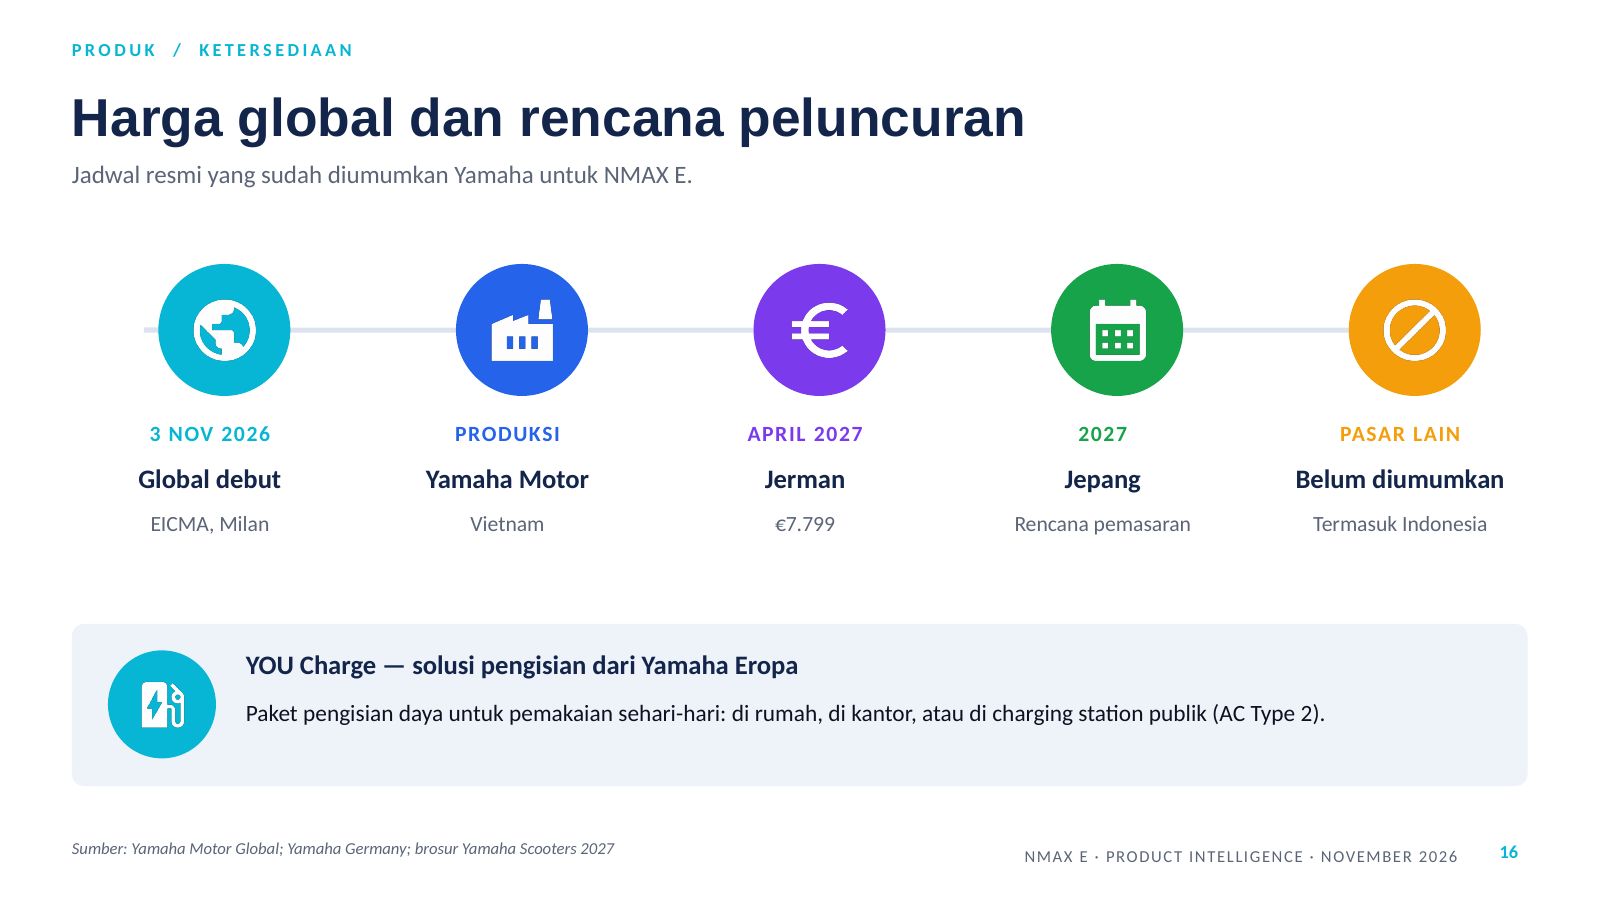 PRODUK / KETERSEDIAAN
Harga global dan rencana peluncuran
Jadwal resmi yang sudah diumumkan Yamaha untuk NMAX E.
3 NOV 2026
Global debut
EICMA, Milan
PRODUKSI
Yamaha Motor
Vietnam
APRIL 2027
Jerman
€7.799
2027
Jepang
Rencana pemasaran
PASAR LAIN
Belum diumumkan
Termasuk Indonesia
YOU Charge — solusi pengisian dari Yamaha Eropa
Paket pengisian daya untuk pemakaian sehari-hari: di rumah, di kantor, atau di charging station publik (AC Type 2).
Sumber: Yamaha Motor Global; Yamaha Germany; brosur Yamaha Scooters 2027
NMAX E · PRODUCT INTELLIGENCE · NOVEMBER 2026
16